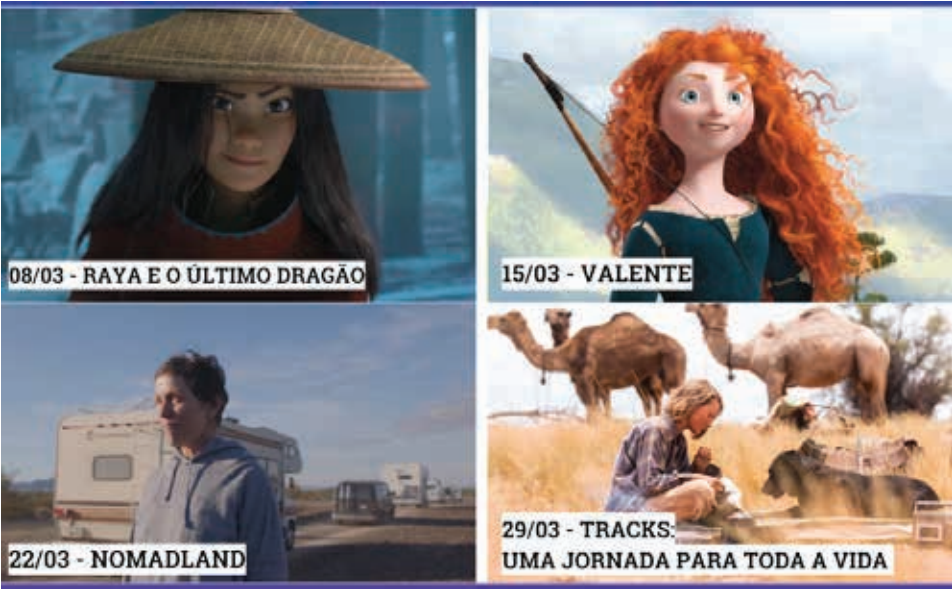 08/03 - RAYA E O ÚLTIMO DRAGÃO
15/03 - VALENTE
22/03 - NOMADLAND
29/03 - TRACKS:
UMA JORNADA PARA TODA A VIDA